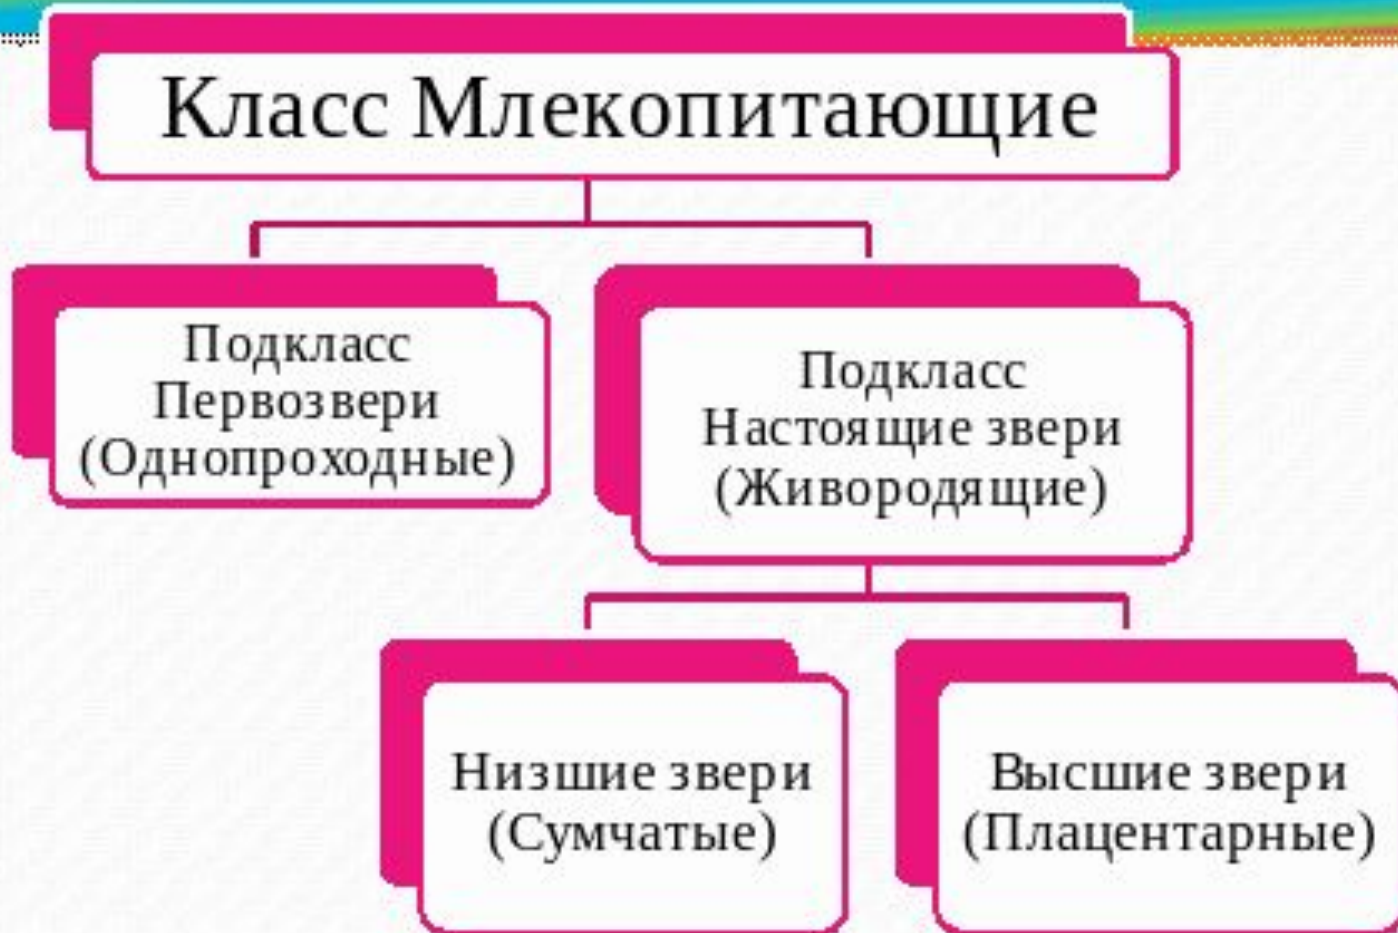 Класс Млекопитающие
Подкласс
Первозвери
(Однопроходные)
Подкласс
Настоящие звери
(Живородящие)
Низшие звери
(Сумчатые)
Высшие звери
(Плацентарные)